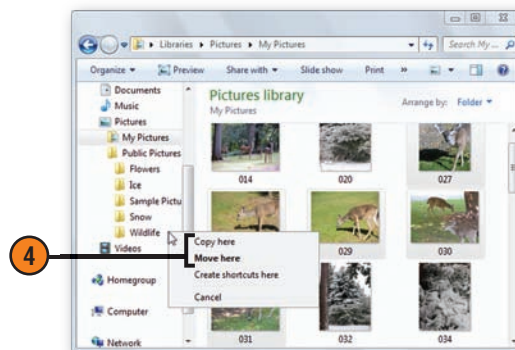 Libraries ▸ Pictures ▸ My Pictures
Search My ...
Organize ▾ Preview Share with ▾ Slide show Print »
Documents
Music
Pictures
My Pictures
Public Pictures
Flowers
Ice
Sample Pictu
Snow
Wildlife
Videos
Homegroup
Computer
Network
Pictures library
My Pictures
Arrange by: Folder ▾
014 020 027
029 030
031 032 034
4
Copy here
Move here
Create shortcuts here
Cancel